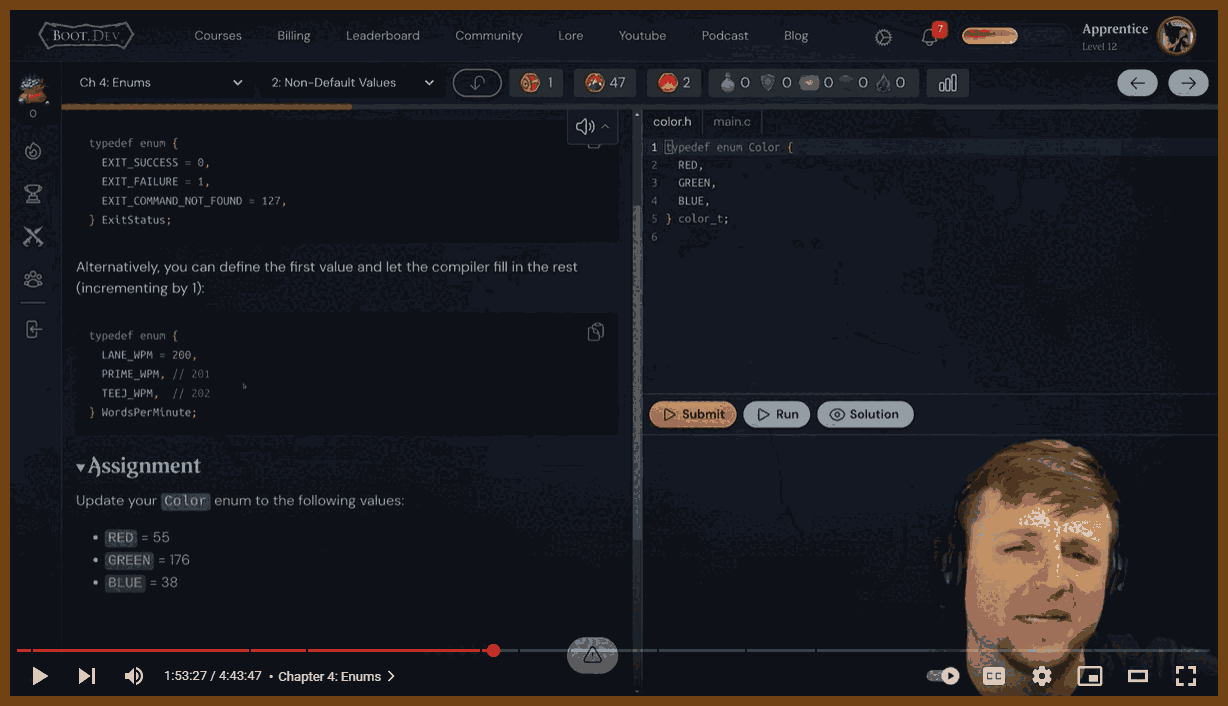 BOOT.DEV
Courses
Billing
Leaderboard
Community
Lore
Youtube
Podcast
Blog
7
Apprentice
Level 12
0
Ch 4: Enums
2: Non-Default Values
1
47
2
0
0
0
0
0
typedef enum {
EXIT_SUCCESS = 0,
EXIT_FAILURE = 1,
EXIT_COMMAND_NOT_FOUND = 127,
} ExitStatus;
Alternatively, you can define the first value and let the compiler fill in the rest
(incrementing by 1):
typedef enum {
LANE_WPM = 200,
PRIME_WPM, // 201
TEEJ_WPM, // 202
} WordsPerMinute;
Assignment
Update your Color enum to the following values:
• RED = 55
• GREEN = 176
• BLUE = 38
color.h
main.c
1 typedef enum Color {
2 RED,
3 GREEN,
4 BLUE,
5 } color_t;
6
Submit
Run
Solution
1:53:27 / 4:43:47 • Chapter 4: Enums
CC